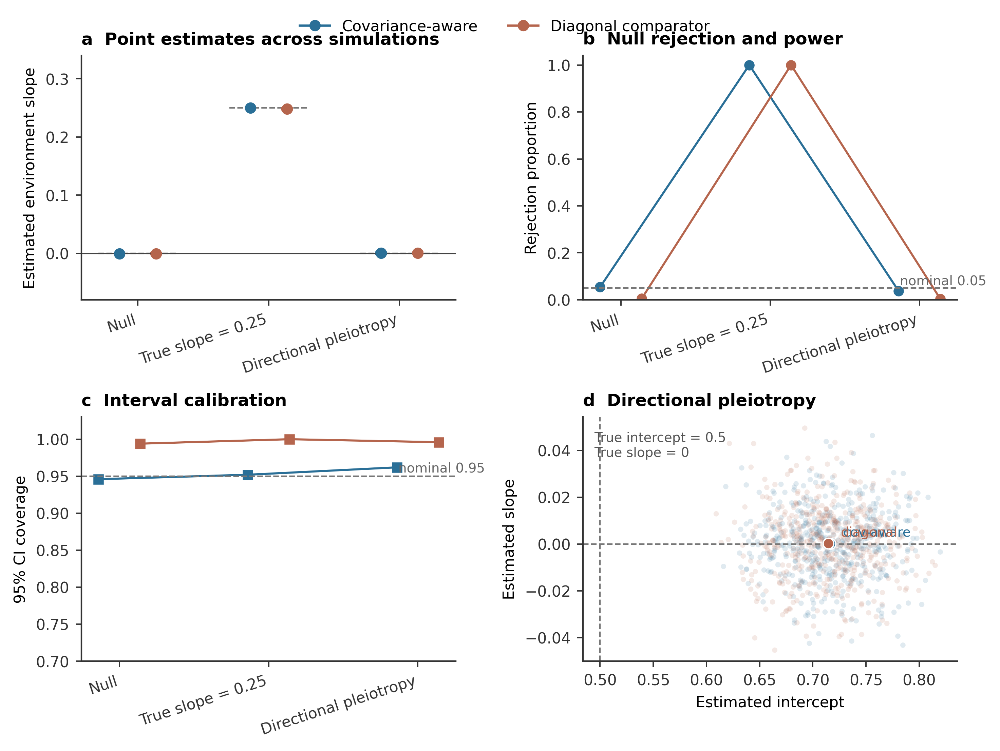 Covariance-aware
Diagonal comparator
a Point estimates across simulations
Estimated environment slope
0.3
0.2
0.1
0.0
Null
True slope = 0.25
Directional pleiotropy
b Null rejection and power
Rejection proportion
1.0
0.8
0.6
0.4
0.2
0.0
nominal 0.05
Null
True slope = 0.25
Directional pleiotropy
c Interval calibration
95% CI coverage
1.00
0.95
0.90
0.85
0.80
0.75
0.70
nominal 0.95
Null
True slope = 0.25
Directional pleiotropy
d Directional pleiotropy
Estimated slope
0.04
0.02
0.00
−0.02
−0.04
True intercept = 0.5
True slope = 0
cov-aware
diagonal
0.50
0.55
0.60
0.65
0.70
0.75
0.80
Estimated intercept